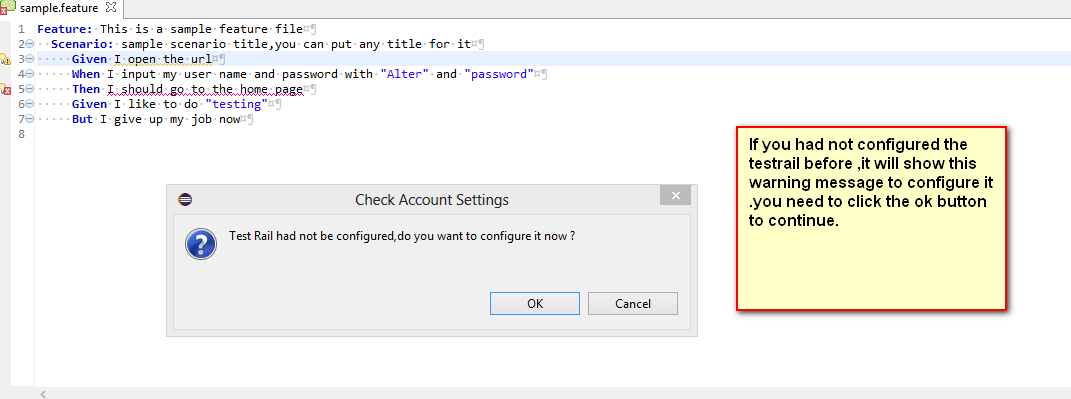 sample.feature
1 Feature: This is a sample feature file¤¶
2 Scenario: sample scenario title,you can put any title for it¤¶
3 Given I open the url¤¶
4 When I input my user name and password with "Alter" and "password"¤¶
5 Then I should go to the home page¤¶
6 Given I like to do "testing"¤¶
7 But I give up my job now¤¶
8
If you had not configured the
testrail before ,it will show this
warning message to configure it
.you need to click the ok button
to continue.
Check Account Settings
Test Rail had not be configured,do you want to configure it now ?
OK Cancel